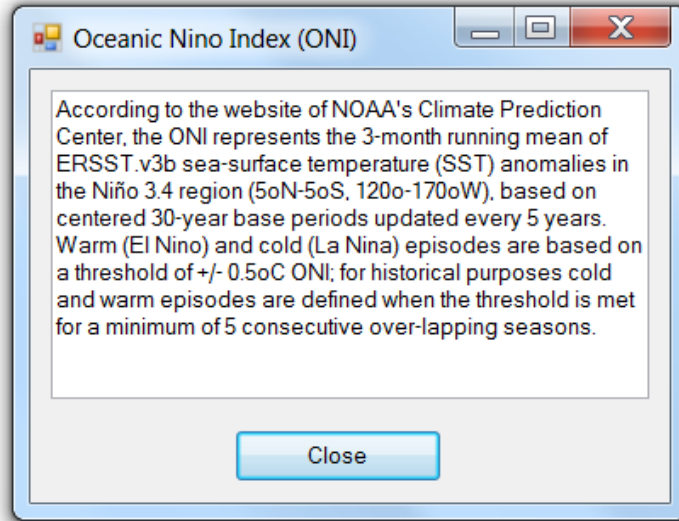 Oceanic Nino Index (ONI)
According to the website of NOAA's Climate Prediction
Center, the ONI represents the 3-month running mean of
ERSST.v3b sea-surface temperature (SST) anomalies in
the Niño 3.4 region (5oN-5oS, 120o-170oW), based on
centered 30-year base periods updated every 5 years.
Warm (El Nino) and cold (La Nina) episodes are based on
a threshold of +/- 0.5oC ONI; for historical purposes cold
and warm episodes are defined when the threshold is met
for a minimum of 5 consecutive over-lapping seasons.
Close